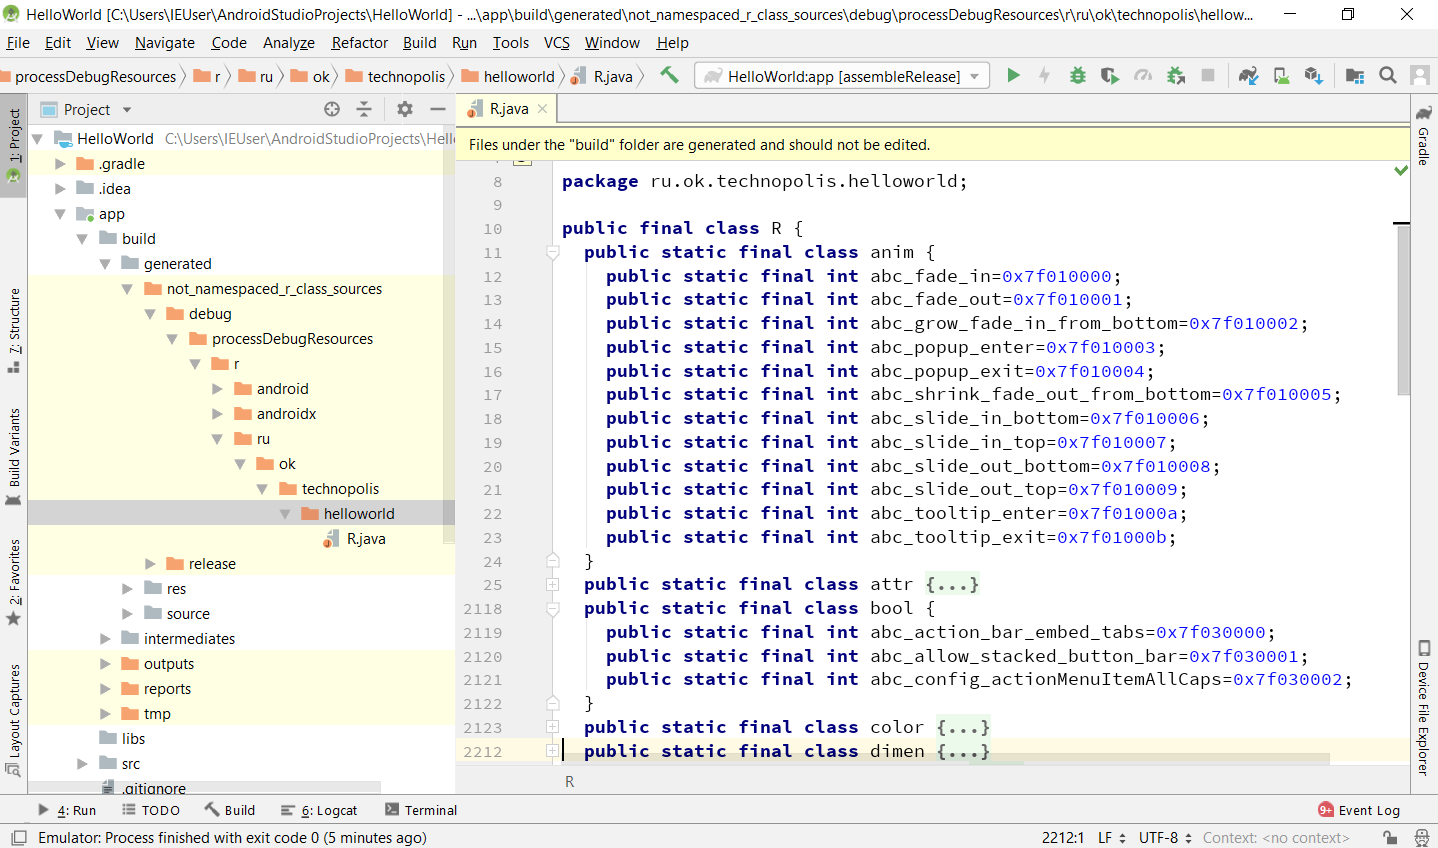 HelloWorld [C:\Users\IEUser\AndroidStudioProjects\HelloWorld] - ...\app\build\generated\not_namespaced_r_class_sources\debug\processDebugResources\r\ru\ok\technopolis\hellow...
File Edit View Navigate Code Analyze Refactor Build Run Tools VCS Window Help
processDebugResources r ru ok technopolis helloworld R.java HelloWorld:app [assembleRelease]
Project
R.java
1: Project
7: Structure
Build Variants
2: Favorites
Layout Captures
HelloWorld C:\Users\IEUser\AndroidStudioProjects\Hel
.gradle
.idea
app
build
generated
not_namespaced_r_class_sources
debug
processDebugResources
r
android
androidx
ru
ok
technopolis
helloworld
R.java
release
res
source
intermediates
outputs
reports
tmp
libs
src
.gitignore
Files under the "build" folder are generated and should not be edited.
8 package ru.ok.technopolis.helloworld;
9
10 public final class R {
11 public static final class anim {
12 public static final int abc_fade_in=0x7f010000;
13 public static final int abc_fade_out=0x7f010001;
14 public static final int abc_grow_fade_in_from_bottom=0x7f010002;
15 public static final int abc_popup_enter=0x7f010003;
16 public static final int abc_popup_exit=0x7f010004;
17 public static final int abc_shrink_fade_out_from_bottom=0x7f010005;
18 public static final int abc_slide_in_bottom=0x7f010006;
19 public static final int abc_slide_in_top=0x7f010007;
20 public static final int abc_slide_out_bottom=0x7f010008;
21 public static final int abc_slide_out_top=0x7f010009;
22 public static final int abc_tooltip_enter=0x7f01000a;
23 public static final int abc_tooltip_exit=0x7f01000b;
24 }
25 public static final class attr {...}
2118 public static final class bool {
2119 public static final int abc_action_bar_embed_tabs=0x7f030000;
2120 public static final int abc_allow_stacked_button_bar=0x7f030001;
2121 public static final int abc_config_actionMenuItemAllCaps=0x7f030002;
2122 }
2123 public static final class color {...}
2212 public static final class dimen {...}
R
Gradle
Device File Explorer
4: Run TODO Build 6: Logcat Terminal 9+ Event Log
Emulator: Process finished with exit code 0 (5 minutes ago) 2212:1 LF UTF-8 Context: <no context>